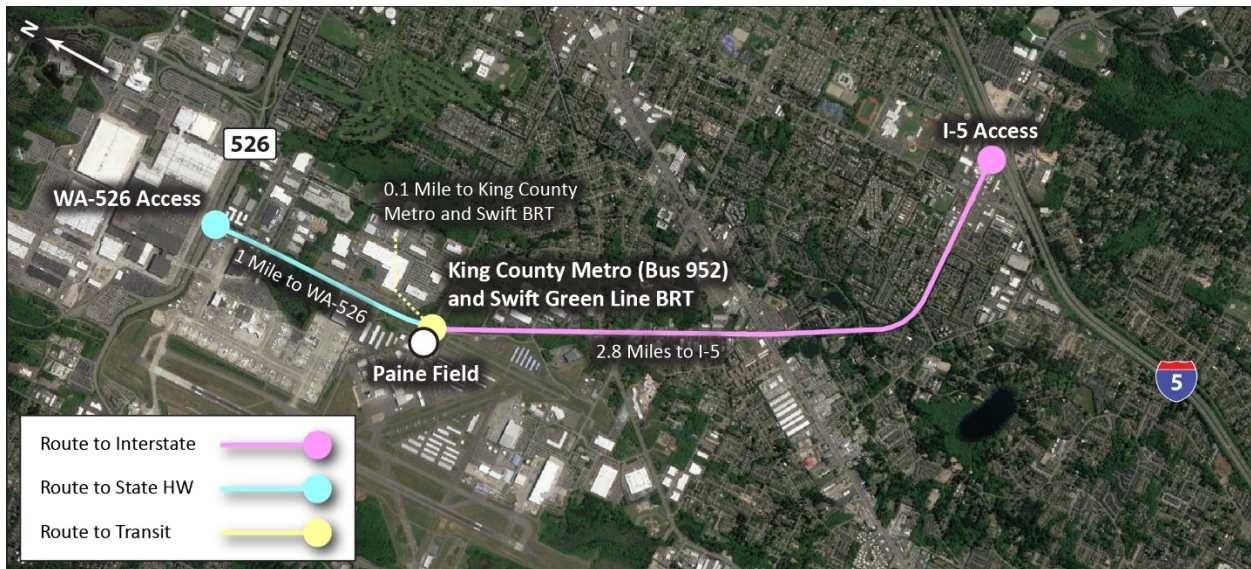 N
526
I-5 Access
WA-526 Access
0.1 Mile to King County
Metro and Swift BRT
1 Mile to WA-526
King County Metro (Bus 952)
and Swift Green Line BRT
2.8 Miles to I-5
Paine Field
5
Route to Interstate
Route to State HW
Route to Transit